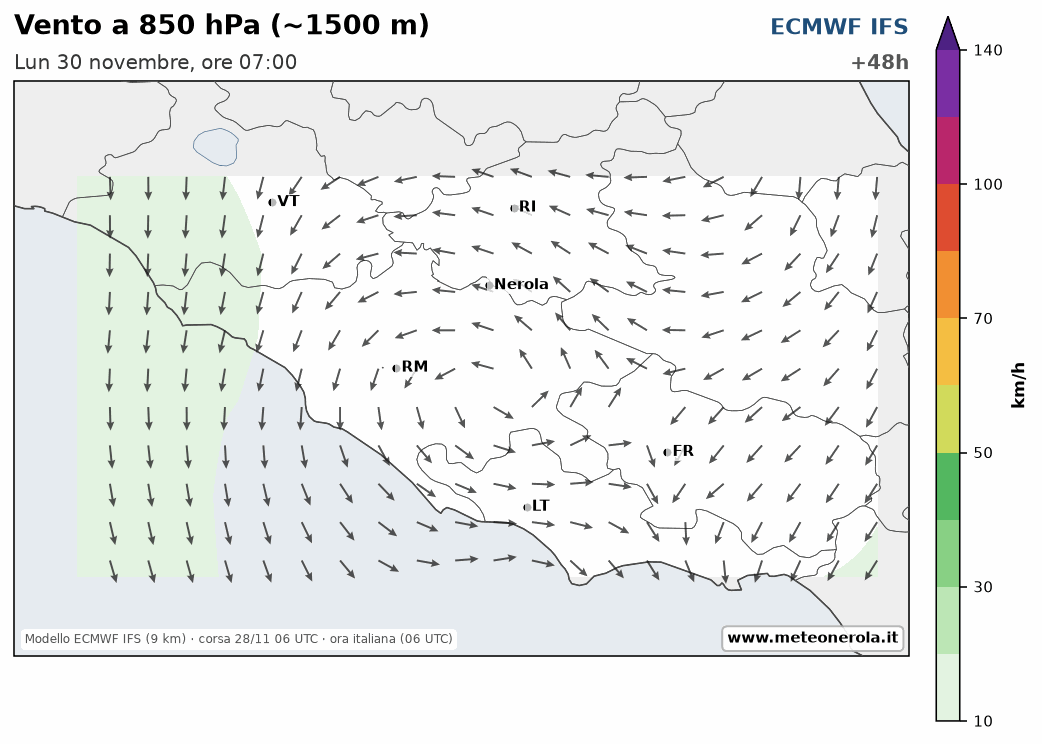 Vento a 850 hPa (~1500 m)
ECMWF IFS
Lun 30 novembre, ore 07:00
+48h
VT
RI
Nerola
RM
FR
LT
Modello ECMWF IFS (9 km) · corsa 28/11 06 UTC · ora italiana (06 UTC)
www.meteonerola.it
140
100
70
50
30
10
km/h